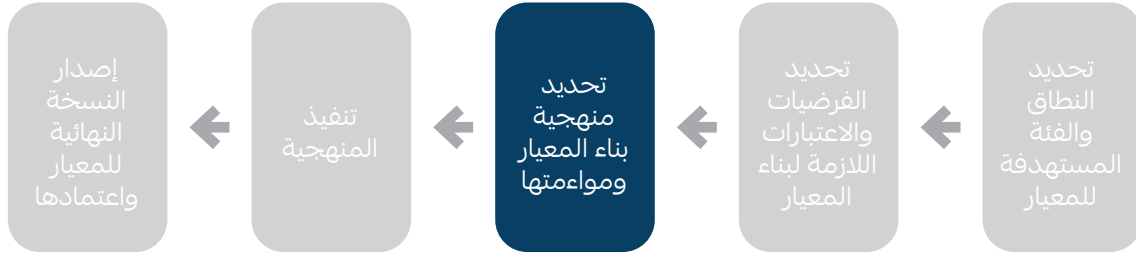 تحديد
النطاق
والفئة
المستهدفة
للمعيار
تحديد
الفرضيات
والاعتبارات
اللازمة لبناء
المعيار
تحديد
منهجية
بناء المعيار
ومواءمتها
تنفيذ
المنهجية
إصدار
النسخة
النهائية
للمعيار
واعتمادها